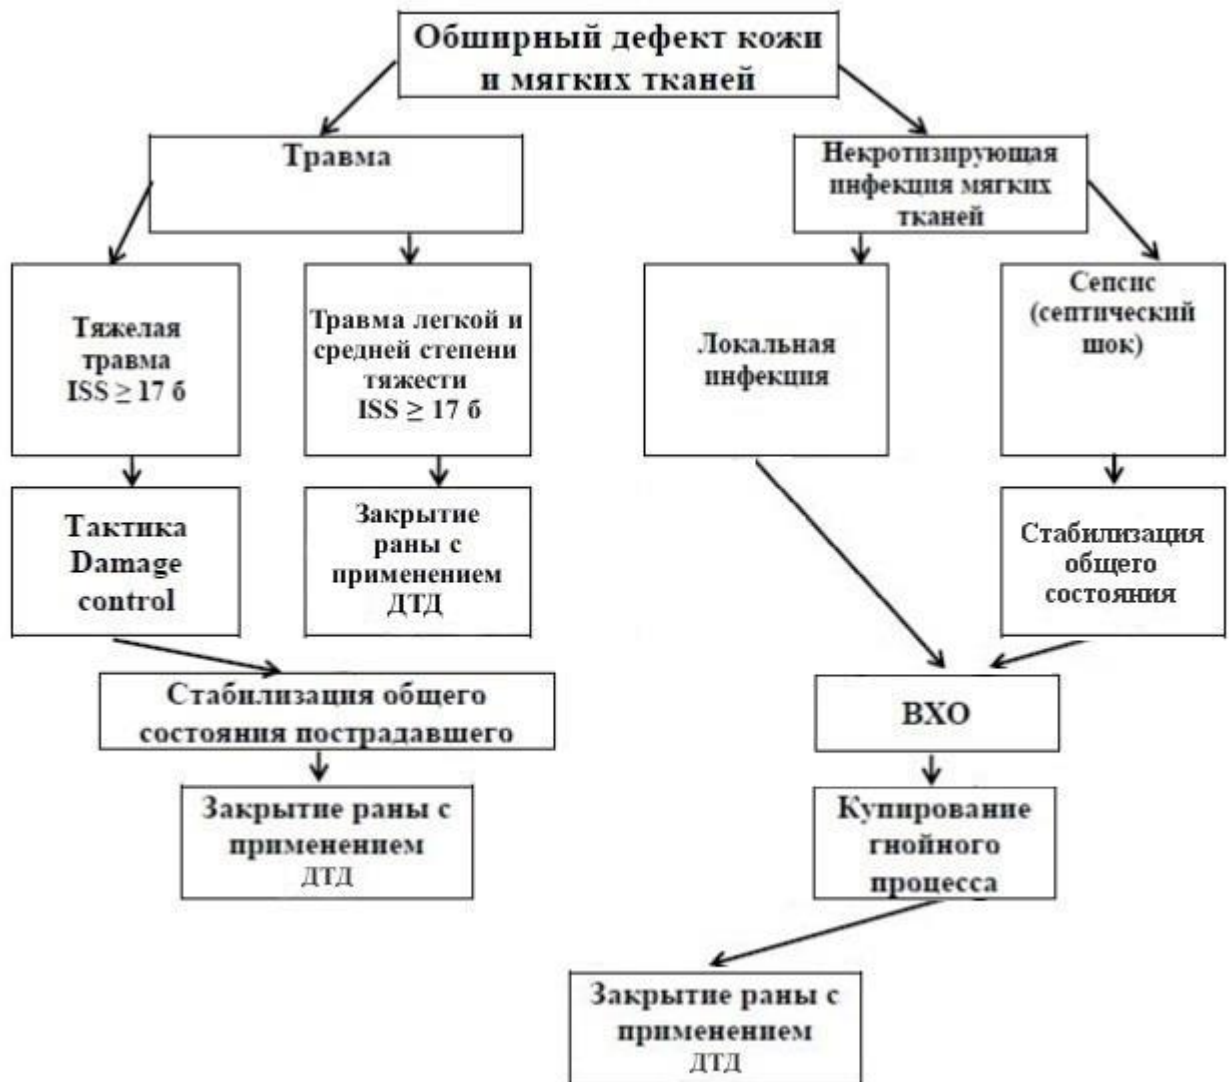 Обширный дефект кожи
и мягких тканей
Травма
Некротизирующая
инфекция мягких
тканей
Тяжелая
травма
ISS ≥ 17 б
Травма легкой и
средней степени
тяжести
ISS ≥ 17 б
Локальная
инфекция
Сепсис
(септический
шок)
Тактика
Damage
control
Закрытие
раны с
применением
ДТД
Стабилизация
общего
состояния
Стабилизация общего
состояния пострадавшего
ВХО
Закрытие раны с
применением
ДТД
Купирование
гнойного
процесса
Закрытие раны с
применением
ДТД